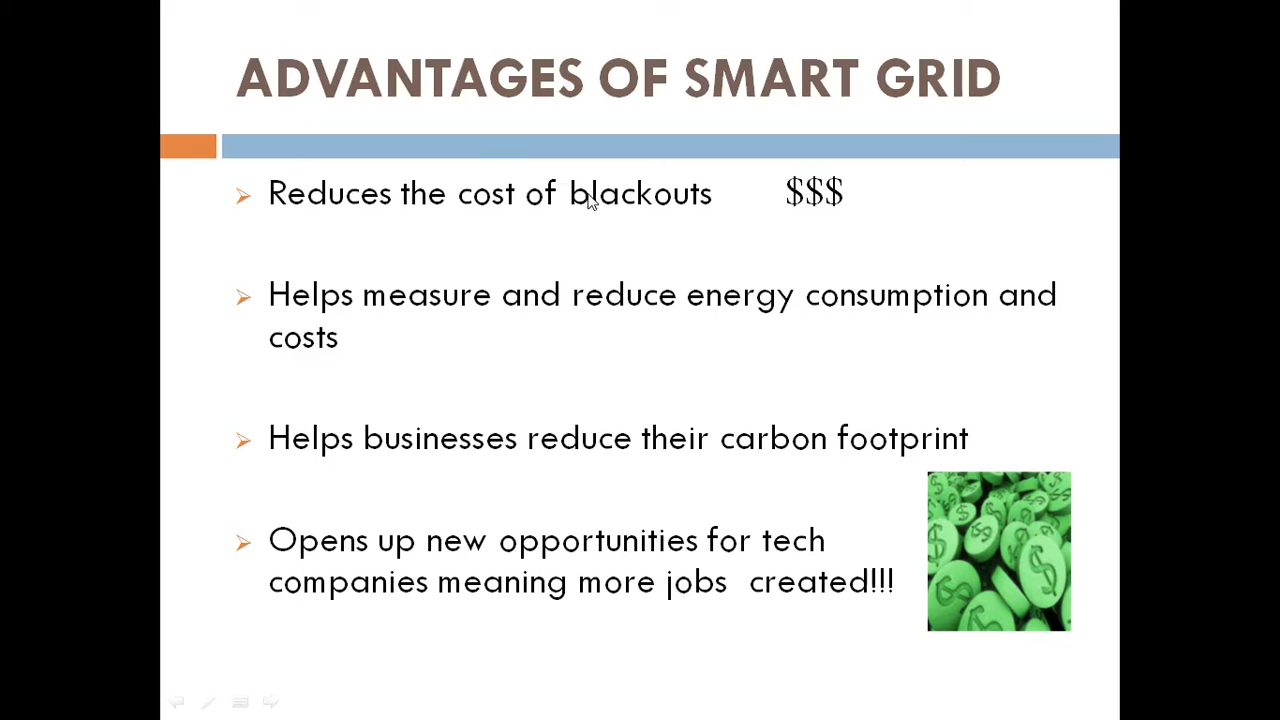 ADVANTAGES OF SMART GRID
Reduces the cost of blackouts $$$
Helps measure and reduce energy consumption and
costs
Helps businesses reduce their carbon footprint
Opens up new opportunities for tech
companies meaning more jobs created!!!